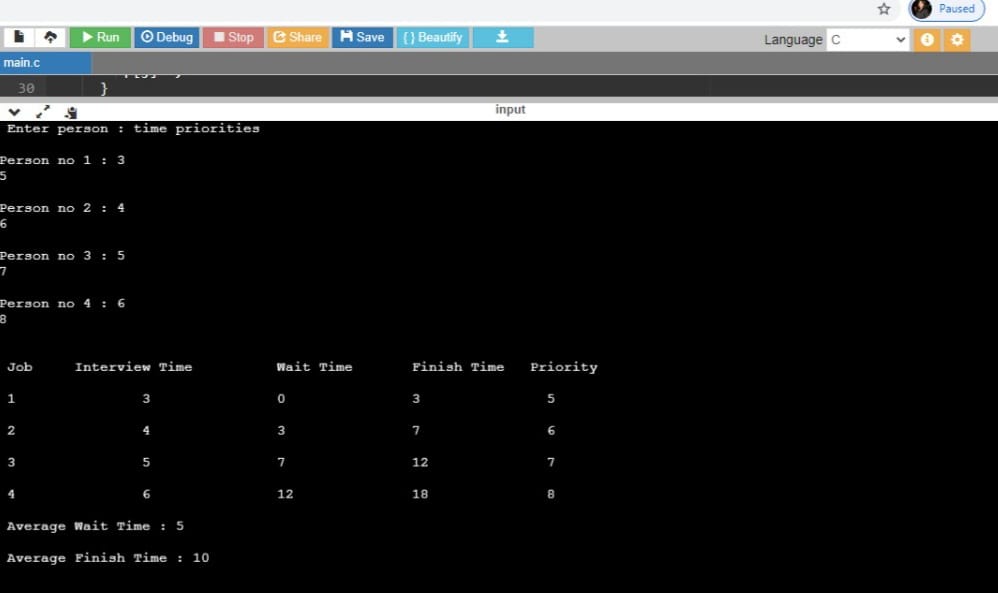 Paused
Run Debug Stop Share Save { } Beautify Language C
main.c
30 }
input
Enter person : time priorities
Person no 1 : 3
5
Person no 2 : 4
6
Person no 3 : 5
7
Person no 4 : 6
8
Job Interview Time Wait Time Finish Time Priority
1 3 0 3 5
2 4 3 7 6
3 5 7 12 7
4 6 12 18 8
Average Wait Time : 5
Average Finish Time : 10